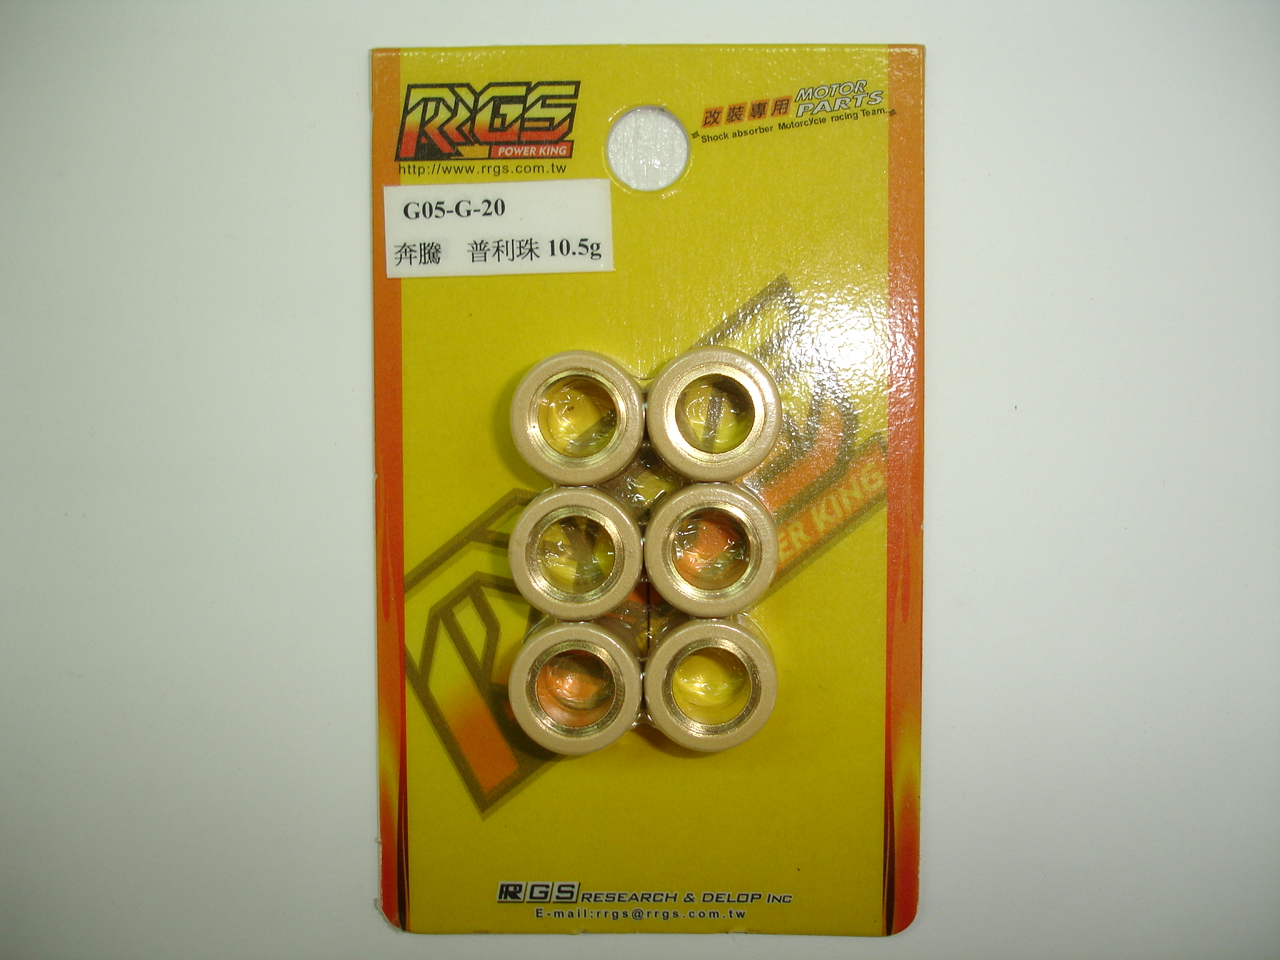 RRGS
POWER KING
http://www.rrgs.com.tw
改裝專用 MOTOR PARTS
Shock absorber Motorcycle racing Team.
G05-G-20
奔騰 普利珠 10.5g
ER KING
RRGS RESEARCH & DELOP INC
E-mail:rrgs@rrgs.com.tw